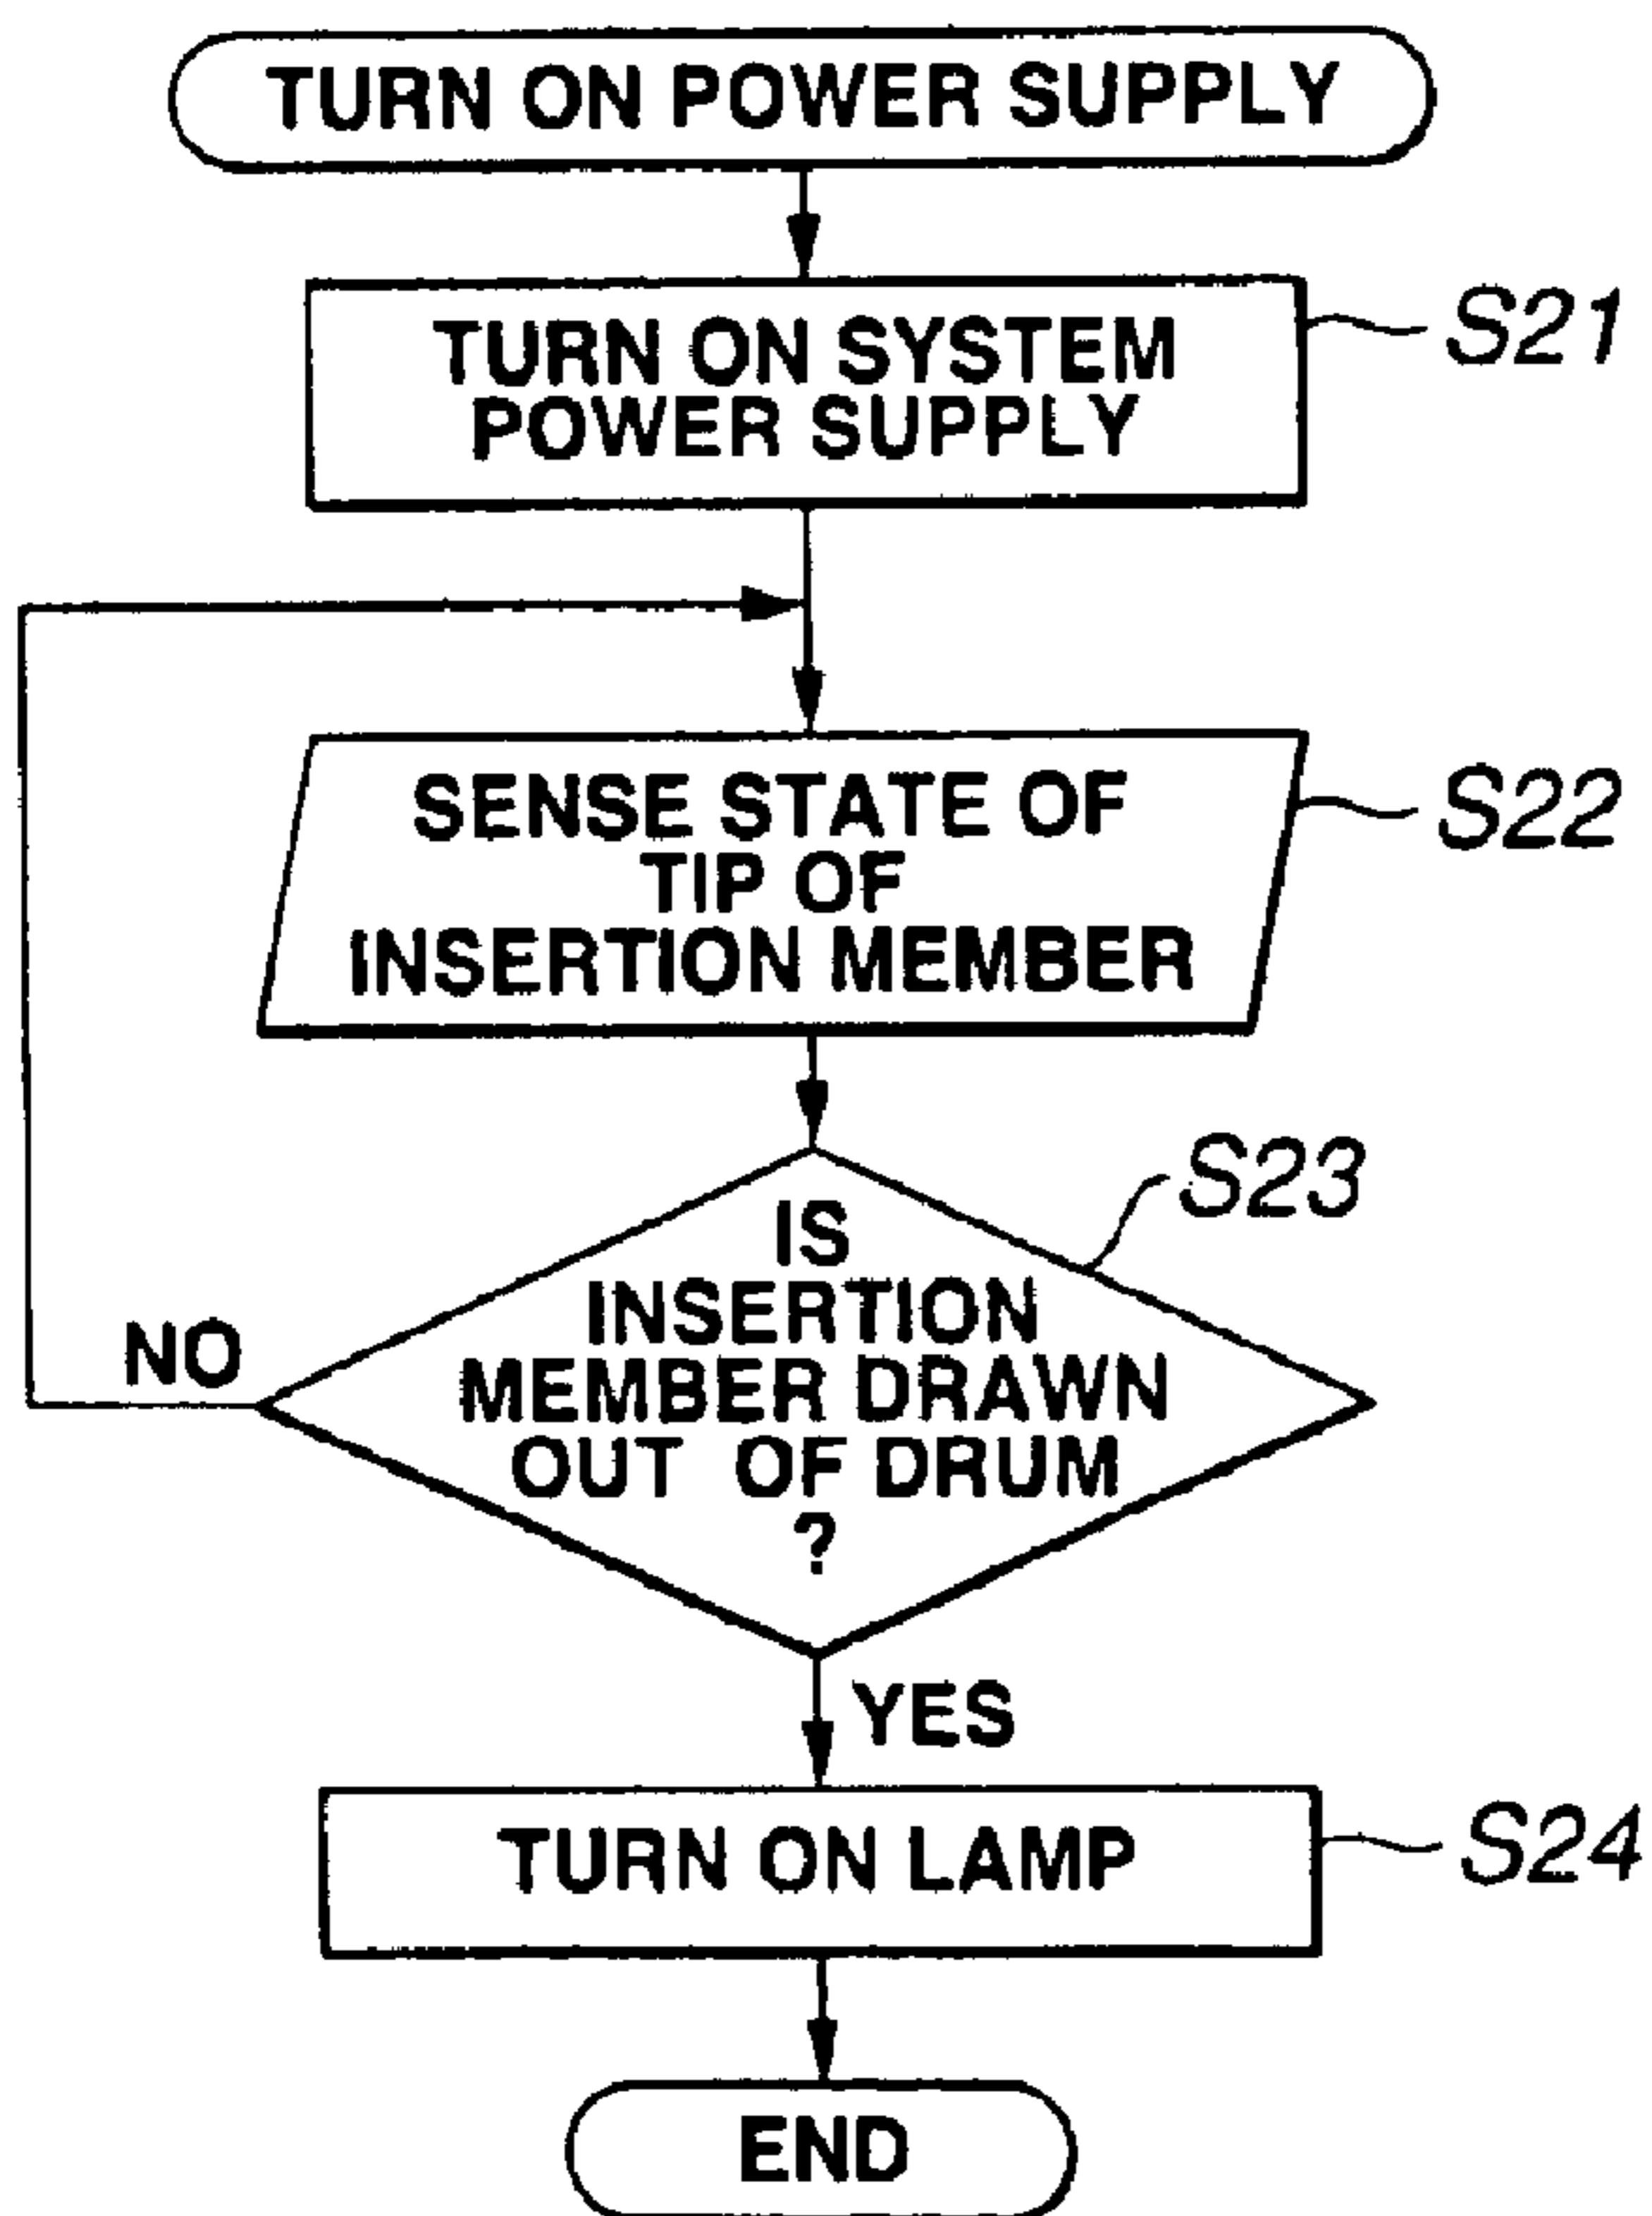 TURN ON POWER SUPPLY
TURN ON SYSTEM
POWER SUPPLY
S21
SENSE STATE OF
TIP OF
INSERTION MEMBER
S22
IS
INSERTION
MEMBER DRAWN
OUT OF DRUM
?
S23
NO
YES
TURN ON LAMP
S24
END